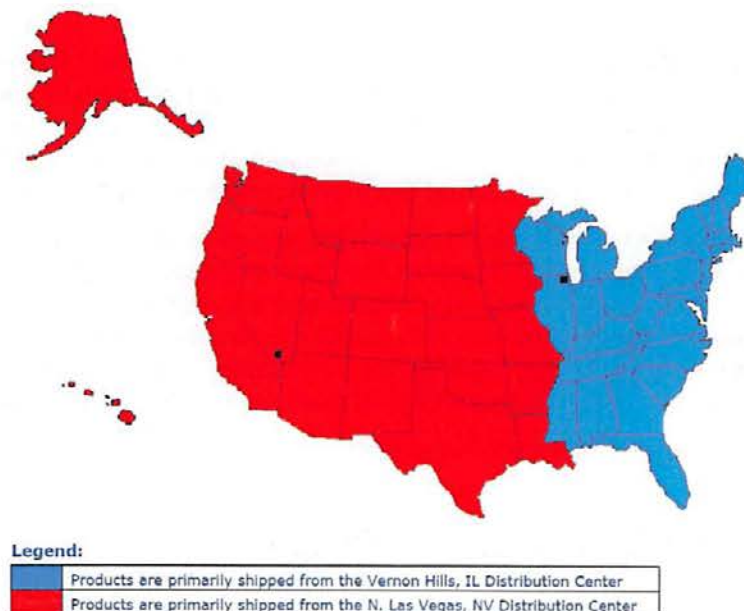 Legend:
Products are primarily shipped from the Vernon Hills, IL Distribution Center
Products are primarily shipped from the N. Las Vegas, NV Distribution Center